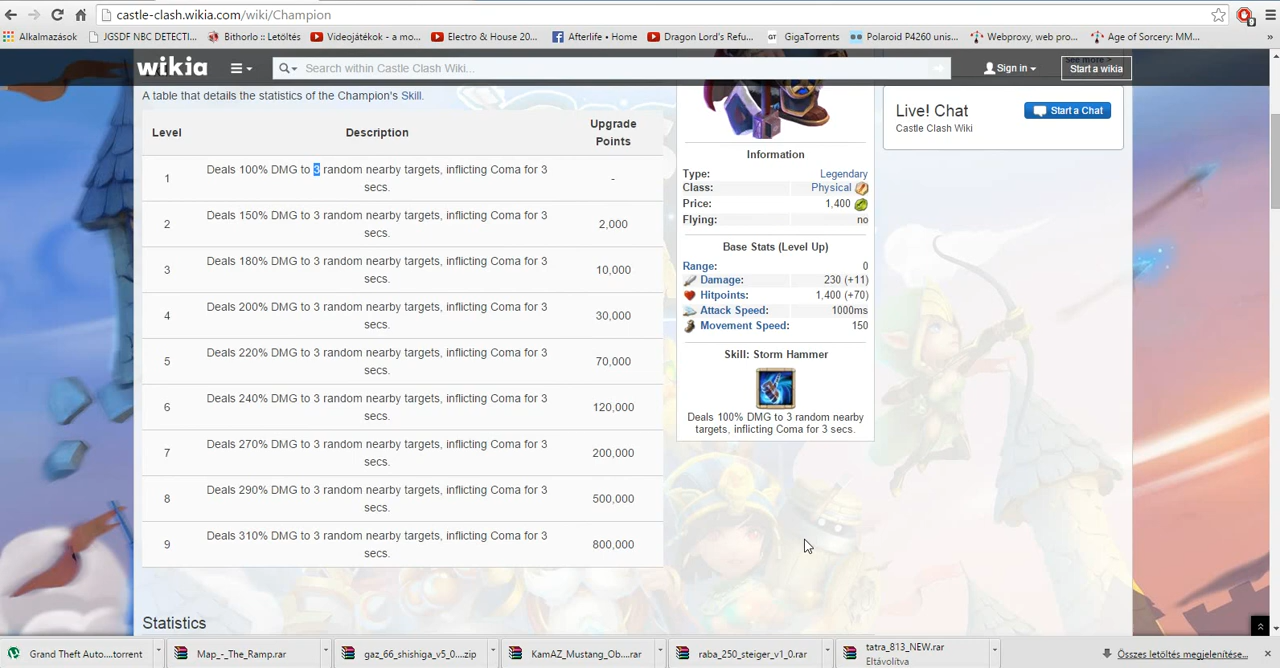 castle-clash.wikia.com/wiki/Champion
Alkalmazások
JGSDF NBC DETECTI...
Bithorlo :: Letöltés
Videojátékok - a mo...
Electro & House 20...
Afterlife • Home
Dragon Lord's Refu...
GT GigaTorrents
Polaroid P4260 unis...
Webproxy, web pro...
Age of Sorcery: MM...
wikia
Search within Castle Clash Wiki...
Sign in
See more >
Start a wikia
A table that details the statistics of the Champion's Skill.
Level Description Upgrade Points
1 Deals 100% DMG to 3 random nearby targets, inflicting Coma for 3
secs. -
2 Deals 150% DMG to 3 random nearby targets, inflicting Coma for 3
secs. 2,000
3 Deals 180% DMG to 3 random nearby targets, inflicting Coma for 3
secs. 10,000
4 Deals 200% DMG to 3 random nearby targets, inflicting Coma for 3
secs. 30,000
5 Deals 220% DMG to 3 random nearby targets, inflicting Coma for 3
secs. 70,000
6 Deals 240% DMG to 3 random nearby targets, inflicting Coma for 3
secs. 120,000
7 Deals 270% DMG to 3 random nearby targets, inflicting Coma for 3
secs. 200,000
8 Deals 290% DMG to 3 random nearby targets, inflicting Coma for 3
secs. 500,000
9 Deals 310% DMG to 3 random nearby targets, inflicting Coma for 3
secs. 800,000
Statistics
Information
Type: Legendary
Class: Physical
Price: 1,400
Flying: no
Base Stats (Level Up)
Range: 0
Damage: 230 (+11)
Hitpoints: 1,400 (+70)
Attack Speed: 1000ms
Movement Speed: 150
Skill: Storm Hammer
Deals 100% DMG to 3 random nearby
targets, inflicting Coma for 3 secs.
Live! Chat
Castle Clash Wiki
Start a Chat
Grand Theft Auto....torrent
Map_-_The_Ramp.rar
gaz_66_shishiga_v5_0....zip
KamAZ_Mustang_Ob....rar
raba_250_steiger_v1_0.rar
tatra_813_NEW.rar
Eltávolítva
Összes letöltés megjelenítése...